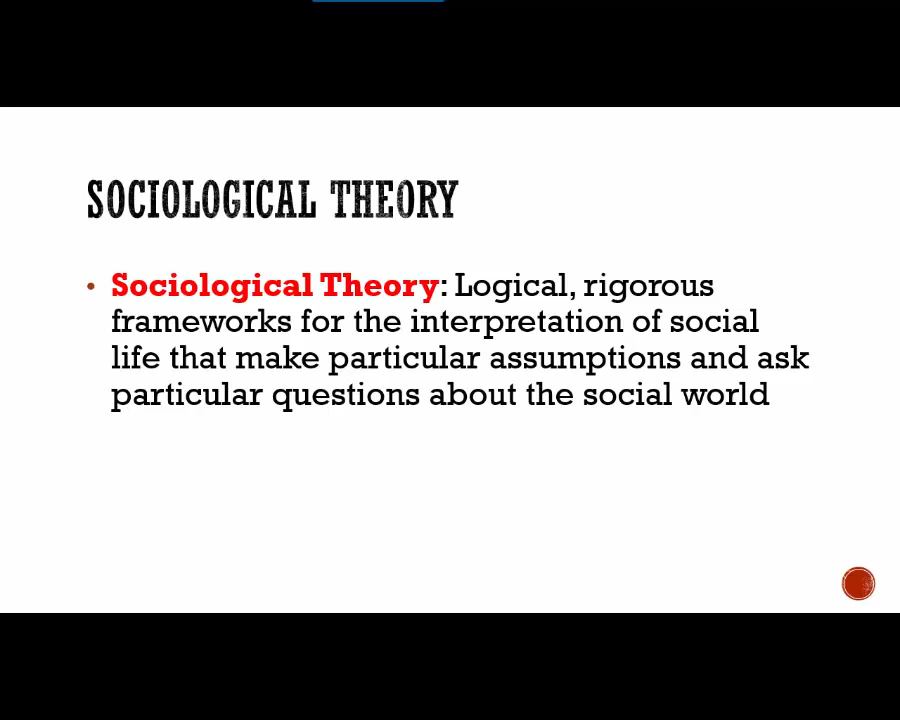 SOCIOLOGICAL THEORY
• Sociological Theory: Logical, rigorous
frameworks for the interpretation of social
life that make particular assumptions and ask
particular questions about the social world